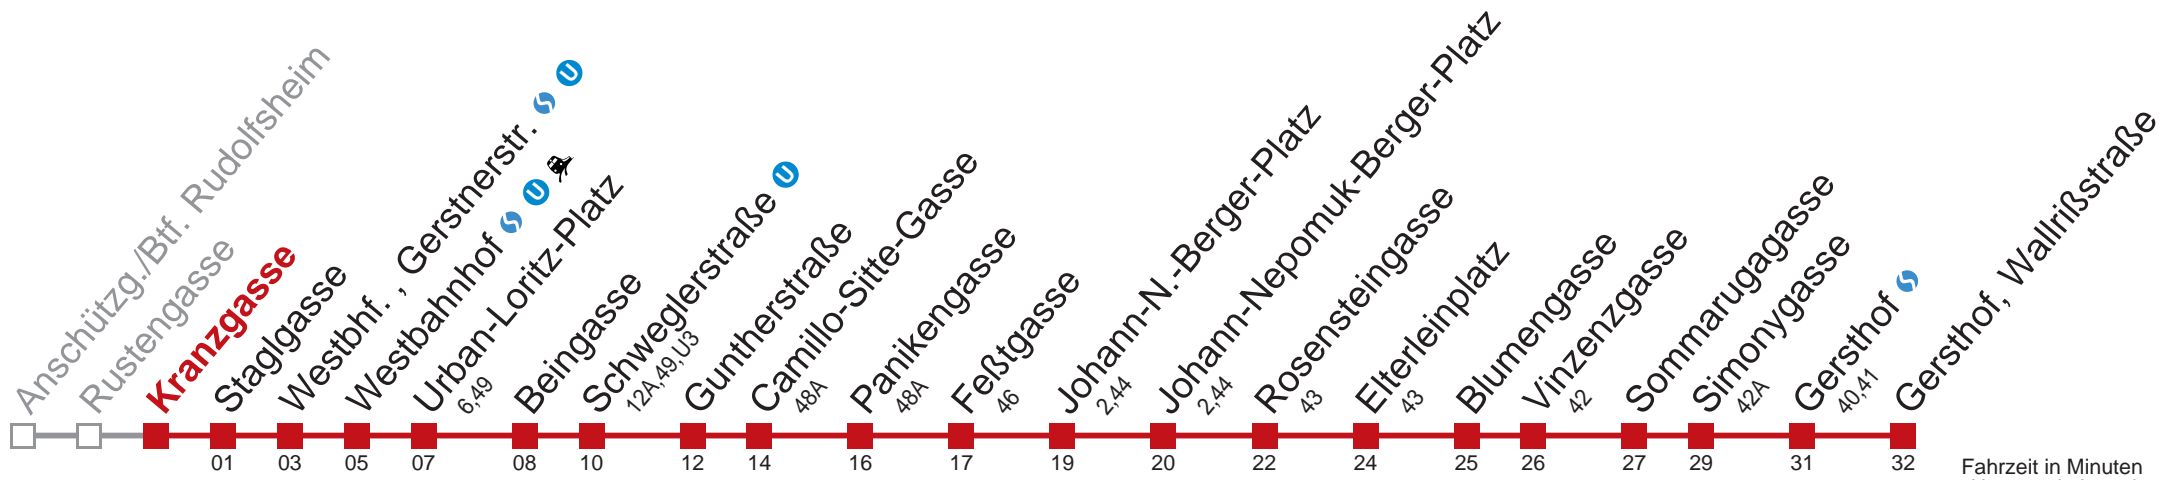 Anschützg./Btf. Rudolfsheim
Rustengasse
Kranzgasse
Staglgasse
Westbhf. , Gerstnerstr. U
Westbahnhof U
Urban-Loritz-Platz
6,49
Beingasse
Schweglerstraße U
12A,49,U3
Guntherstraße
Camillo-Sitte-Gasse
48A
Panikengasse
48A
Feßtgasse
46
Johann-N.-Berger-Platz
2,44
Johann-Nepomuk-Berger-Platz
2,44
Rosensteingasse
43
Elterleinplatz
43
Blumengasse
Vinzenzgasse
42
Sommarugagasse
Simonygasse
42A
Gersthof
40,41
Gersthof, Wallrißstraße
01 03 05 07 08 10 12 14 16 17 19 20 22 24 25 26 27 29 31 32
Fahrzeit in Minuten